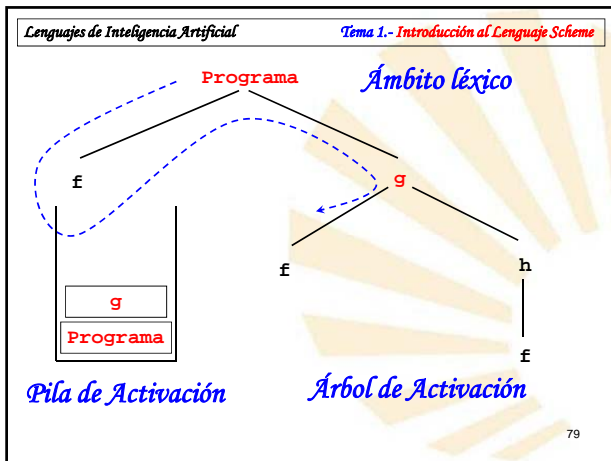 Lenguajes de Inteligencia Artificial Tema 1.- Introducción al Lenguaje Scheme
Programa Ámbito léxico
f g
f h
g
Programa
f
Pila de Activación Árbol de Activación
79